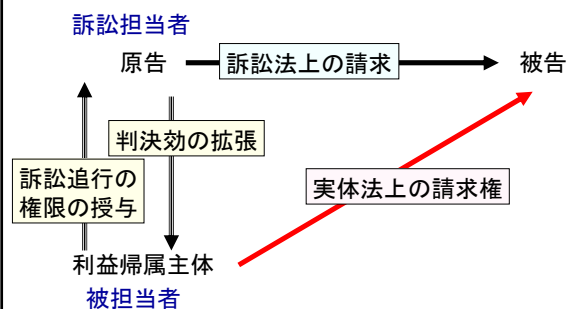 訴訟担当者
原告
訴訟法上の請求
被告
判決効の拡張
訴訟追行の
権限の授与
実体法上の請求権
利益帰属主体
被担当者